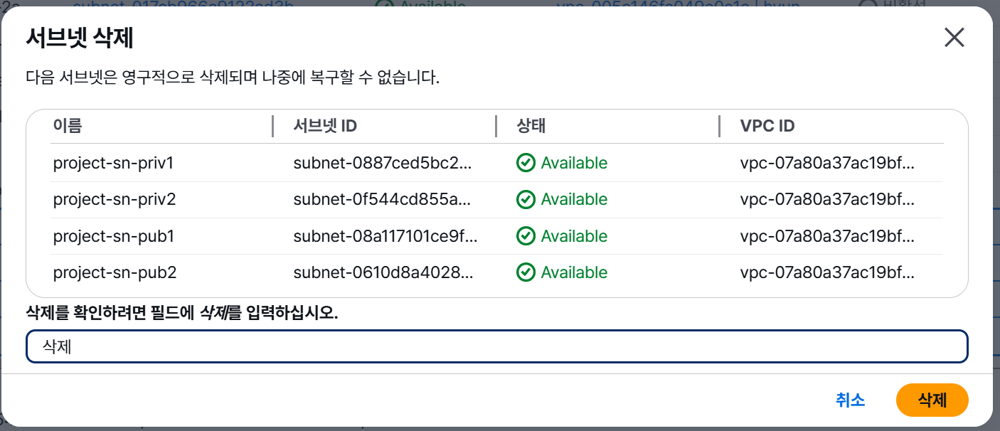 서브넷 삭제
다음 서브넷은 영구적으로 삭제되며 나중에 복구할 수 없습니다.
이름 서브넷 ID 상태 VPC ID
project-sn-priv1 subnet-0887ced5bc2... Available vpc-07a80a37ac19bf...
project-sn-priv2 subnet-0f544cd855a... Available vpc-07a80a37ac19bf...
project-sn-pub1 subnet-08a117101ce9f... Available vpc-07a80a37ac19bf...
project-sn-pub2 subnet-0610d8a4028... Available vpc-07a80a37ac19bf...
삭제를 확인하려면 필드에 삭제를 입력하십시오.
삭제
취소 삭제